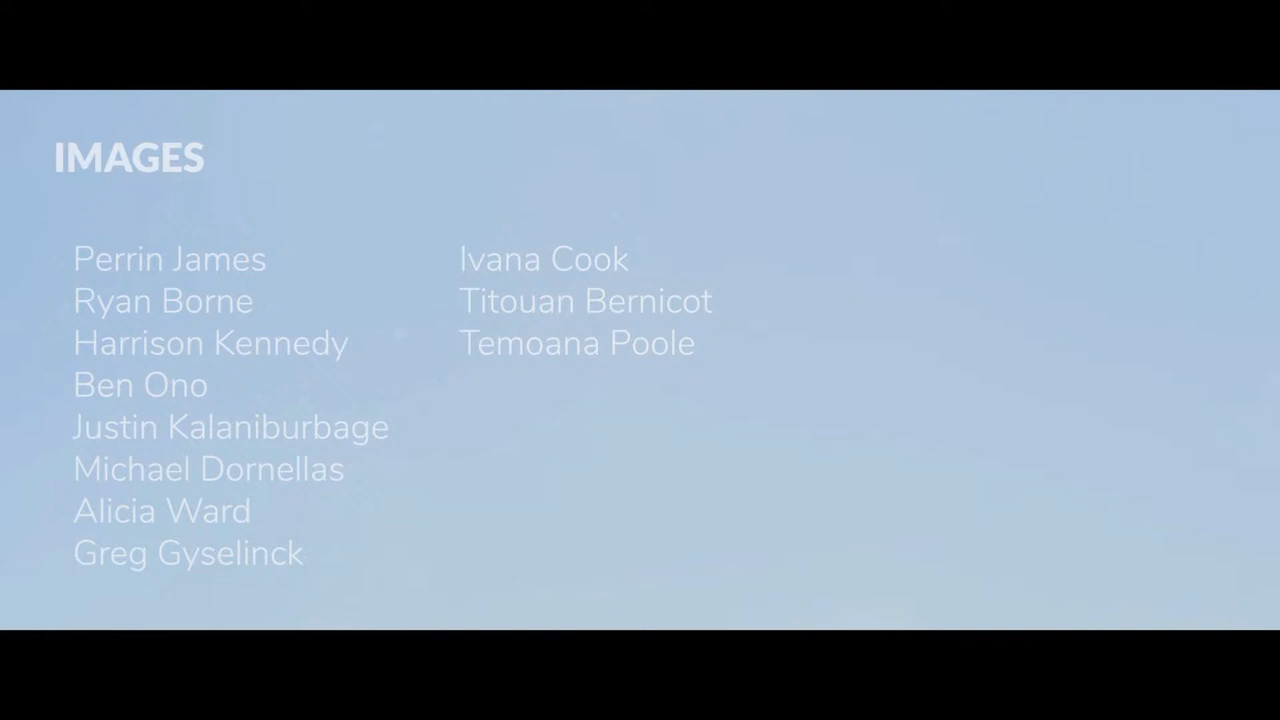 IMAGES
Perrin James
Ryan Borne
Harrison Kennedy
Ben Ono
Justin Kalaniburbage
Michael Dornellas
Alicia Ward
Greg Gyselinck
Ivana Cook
Titouan Bernicot
Temoana Poole